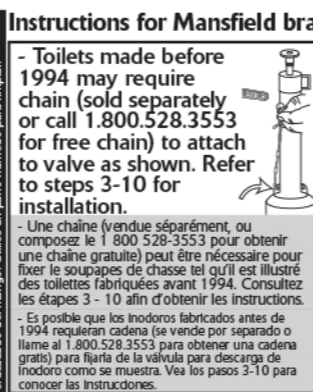 Instructions for Mansfield bra
- Toilets made before
1994 may require
chain (sold separately
or call 1.800.528.3553
for free chain) to attach
to valve as shown. Refer
to steps 3-10 for
installation.
- Une chaîne (vendue séparément, ou
composez le 1 800 528-3553 pour obtenir
une chaîne gratuite) peut être nécessaire pour
fixer le soupapes de chasse tel qu'il est illustré
des toilettes fabriquées avant 1994. Consultez
les étapes 3 - 10 afin d'obtenir les instructions.
- Es posible que los Inodoros fabricados antes de
1994 requieran cadena (se vende por separado o
llame al 1.800.528.3553 para obtener una cadena
gratis) para fijarla de la válvula para descarga de
Inodoro como se muestra. Vea los pasos 3-10 para
conocer las Instrucciones.